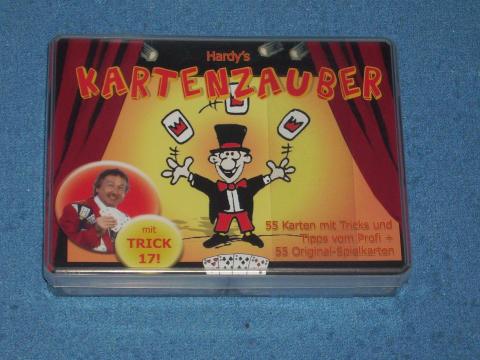 Hardy's
KARTENZAUBER
mit
TRICK
17!
55 Karten mit Tricks und
Tipps vom Profi +
55 Original-Spielkarten